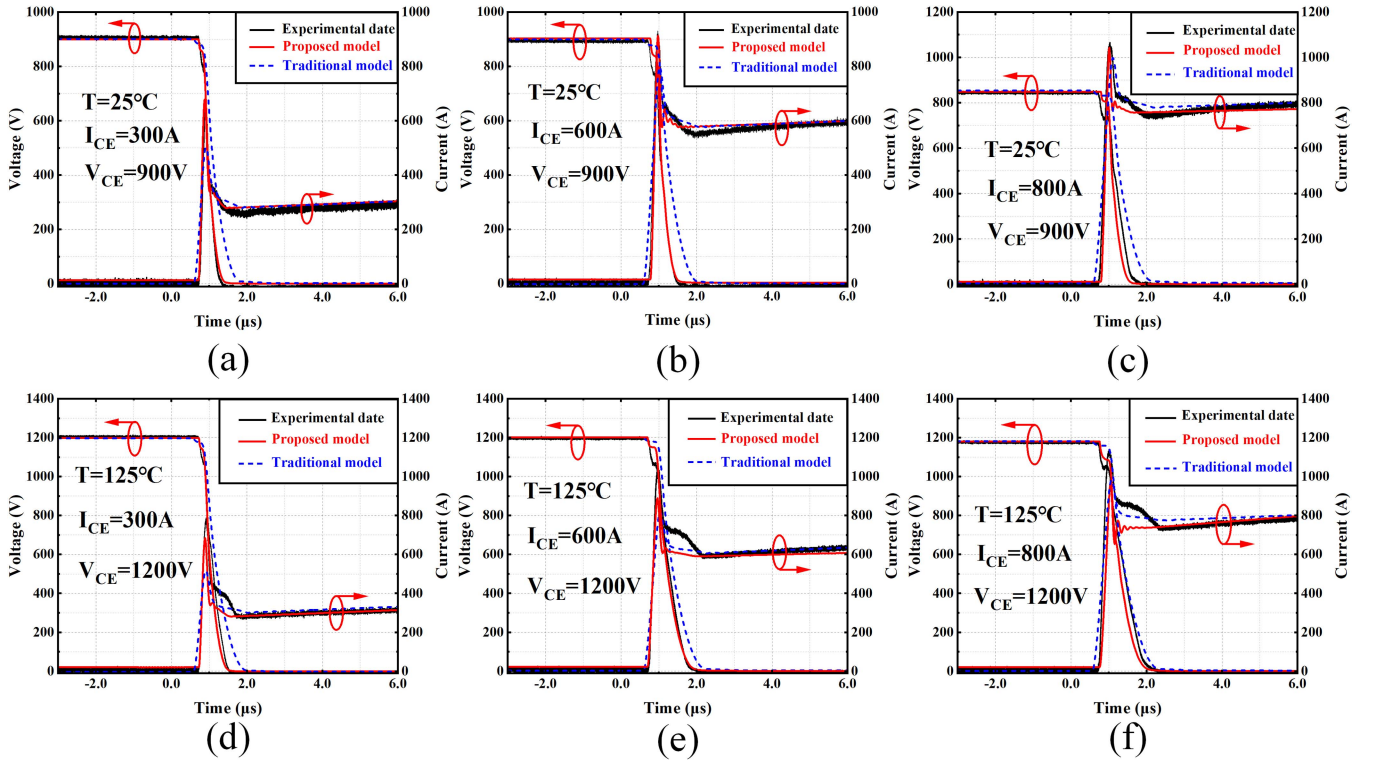 1000
800
600
400
200
0
Voltage (V)
-2.0
0.0
2.0
4.0
6.0
Time (μs)
1000
800
600
400
200
0
Current (A)
Experimental date
Proposed model
Traditional model
T=25℃
I_CE=300A
V_CE=900V
(a)
1000
800
600
400
200
0
Voltage (V)
-2.0
0.0
2.0
4.0
6.0
Time (μs)
1000
800
600
400
200
0
Current (A)
Experimental date
Proposed model
Traditional model
T=25℃
I_CE=600A
V_CE=900V
(b)
1200
1000
800
600
400
200
0
Voltage (V)
-2.0
0.0
2.0
4.0
6.0
Time (μs)
1200
1000
800
600
400
200
0
Current (A)
Experimental date
Proposed model
Traditional model
T=25℃
I_CE=800A
V_CE=900V
(c)
1400
1200
1000
800
600
400
200
0
Voltage (V)
-2.0
0.0
2.0
4.0
6.0
Time (μs)
1400
1200
1000
800
600
400
200
0
Current (A)
Experimental date
Proposed model
Traditional model
T=125℃
I_CE=300A
V_CE=1200V
(d)
1400
1200
1000
800
600
400
200
0
Voltage (V)
-2.0
0.0
2.0
4.0
6.0
Time (μs)
1400
1200
1000
800
600
400
200
0
Current (A)
Experimental date
Proposed model
Traditional model
T=125℃
I_CE=600A
V_CE=1200V
(e)
1400
1200
1000
800
600
400
200
0
Voltage (V)
-2.0
0.0
2.0
4.0
6.0
Time (μs)
1400
1200
1000
800
600
400
200
0
Current (A)
Experimental date
Proposed model
Traditional model
T=125℃
I_CE=800A
V_CE=1200V
(f)